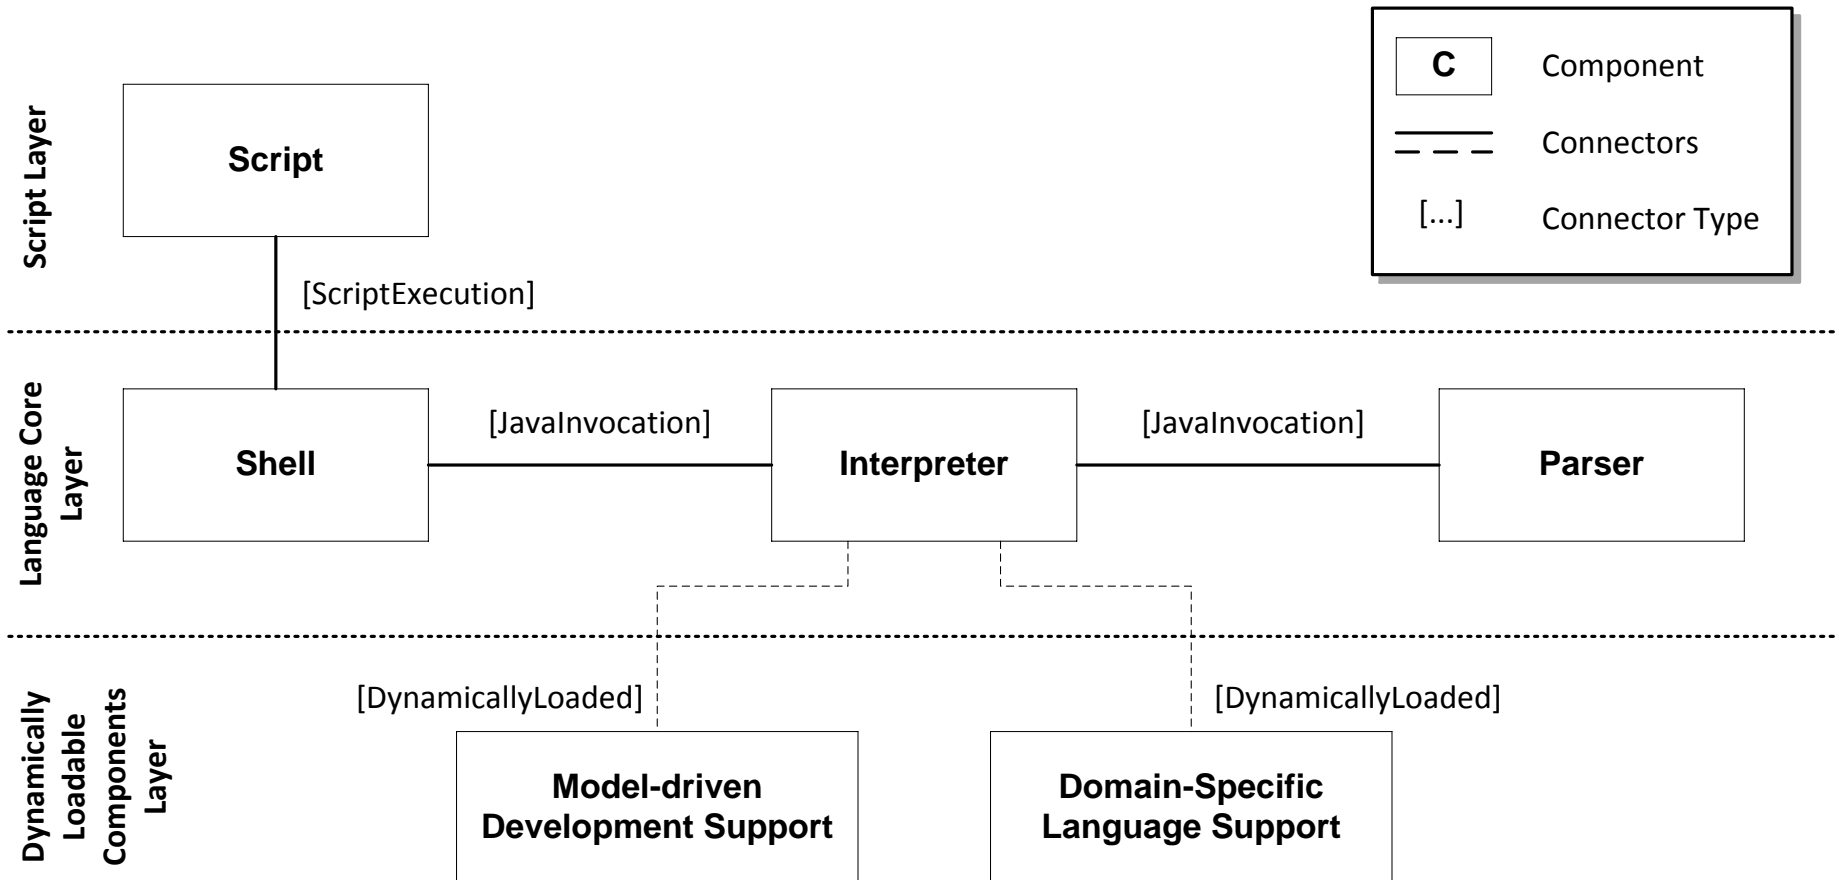 C
Component
Connectors
[...]
Connector Type
Script Layer
Script
[ScriptExecution]
Language Core
Layer
Shell
[JavaInvocation]
Interpreter
[JavaInvocation]
Parser
Dynamically
Loadable
Components
Layer
[DynamicallyLoaded]
[DynamicallyLoaded]
Model-driven
Development Support
Domain-Specific
Language Support